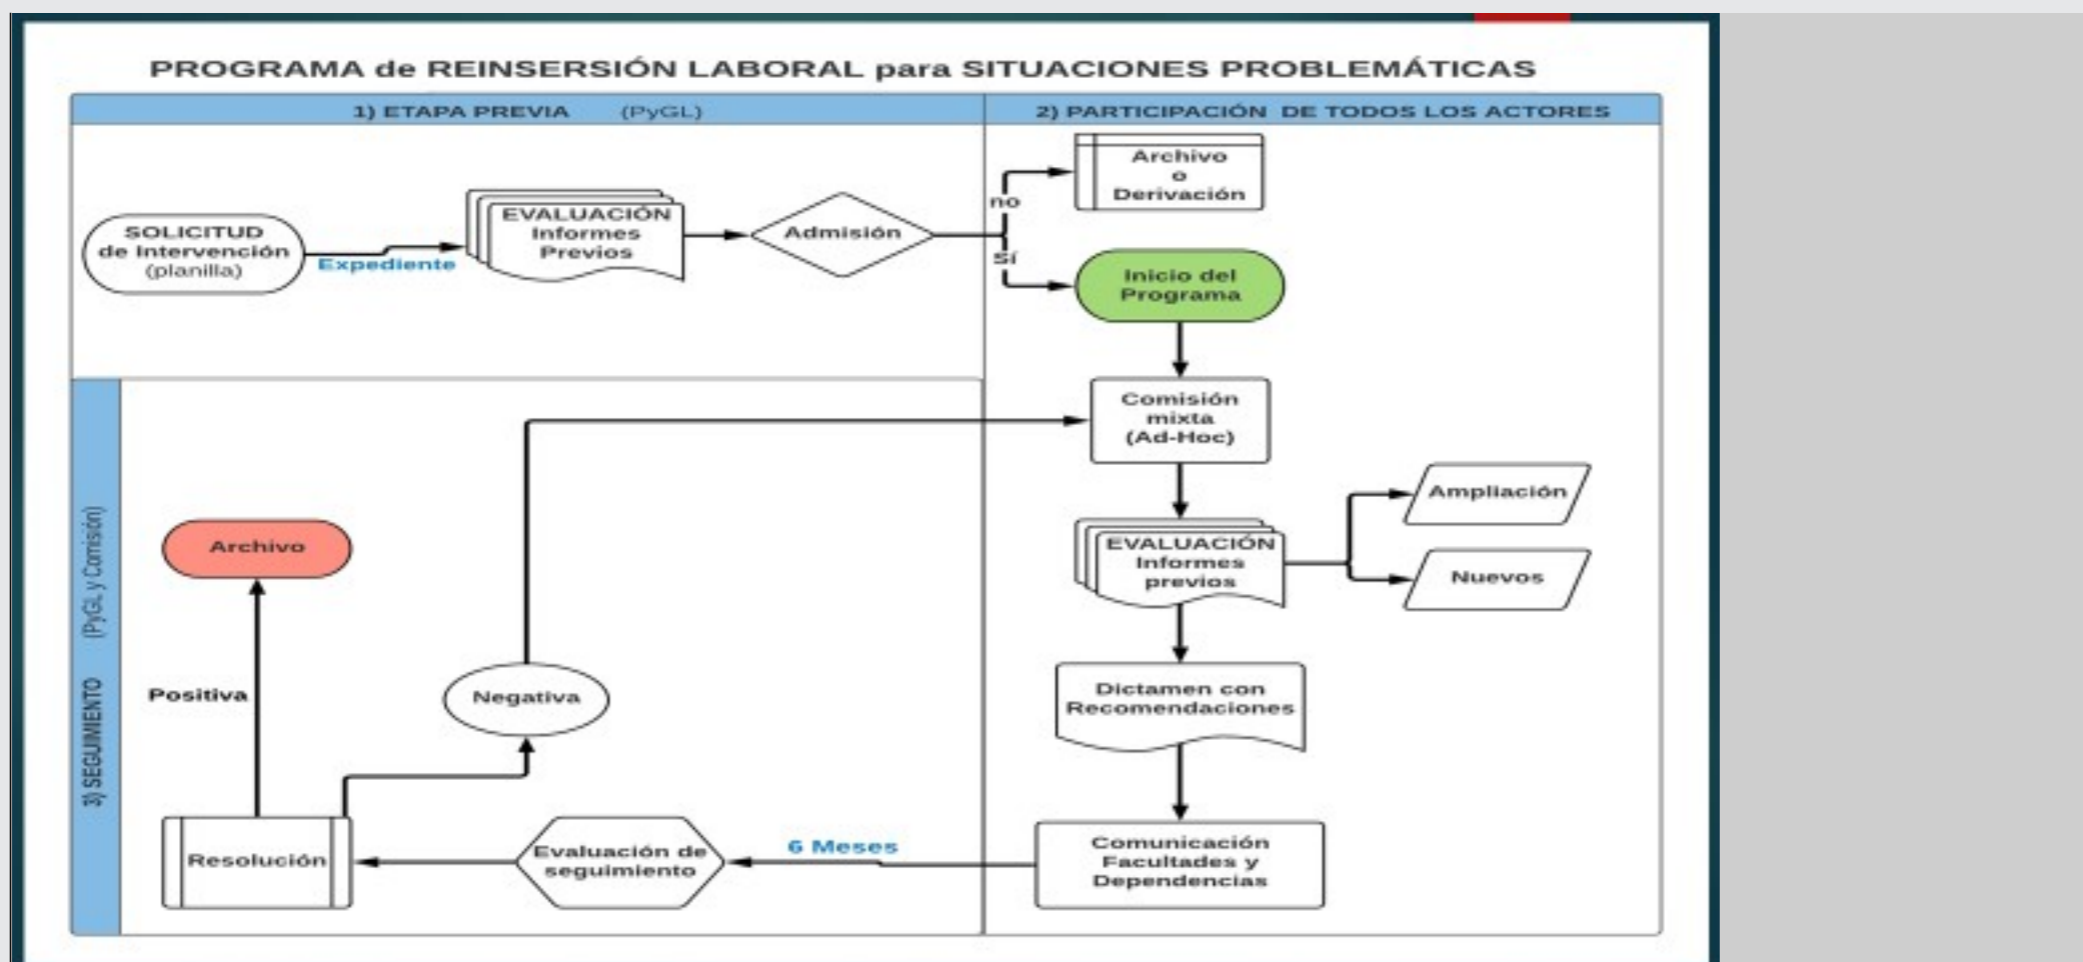 PROGRAMA de REINSERSIÓN LABORAL para SITUACIONES PROBLEMÁTICAS
1) ETAPA PREVIA (PyGL)
2) PARTICIPACIÓN DE TODOS LOS ACTORES
SOLICITUD
de Intervención
(planilla)
Expediente
EVALUACIÓN
Informes
Previos
Admisión
no
Sí
Archivo
o
Derivación
Inicio del
Programa
Comisión
mixta
(Ad-Hoc)
EVALUACIÓN
Informes
previos
Ampliación
Nuevos
Dictamen con
Recomendaciones
Comunicación
Facultades y
Dependencias
3) SEGUIMIENTO (PyGL y Comisión)
6 Meses
Evaluación de
seguimiento
Resolución
Negativa
Positiva
Archivo